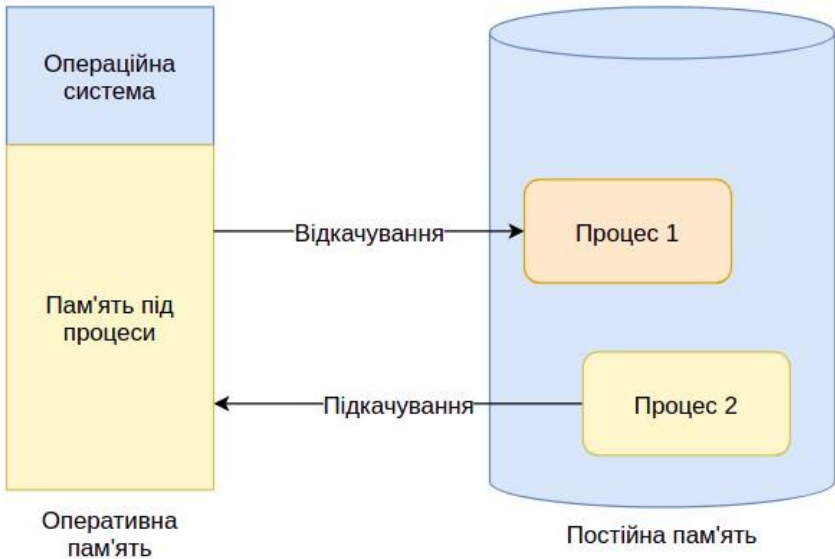 Операційна
система
Відкачування
Процес 1
Пам'ять під
процеси
Підкачування
Процес 2
Оперативна
пам'ять
Постійна пам'ять